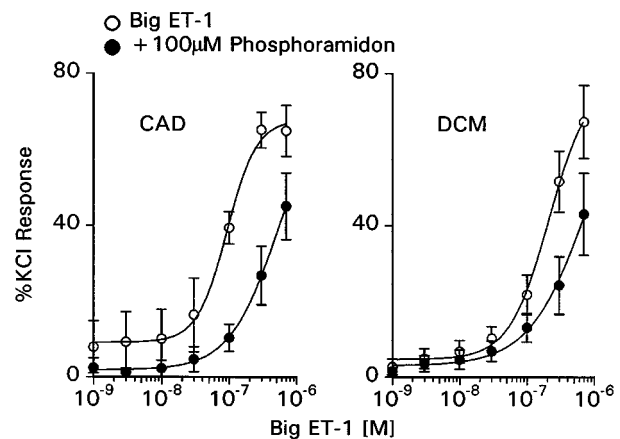 Big ET-1
+ 100μM Phosphoramidon
80
40
0
%KCl Response
CAD
10⁻⁹
10⁻⁸
10⁻⁷
10⁻⁶
80
40
0
DCM
10⁻⁹
10⁻⁸
10⁻⁷
10⁻⁶
Big ET-1 [M]